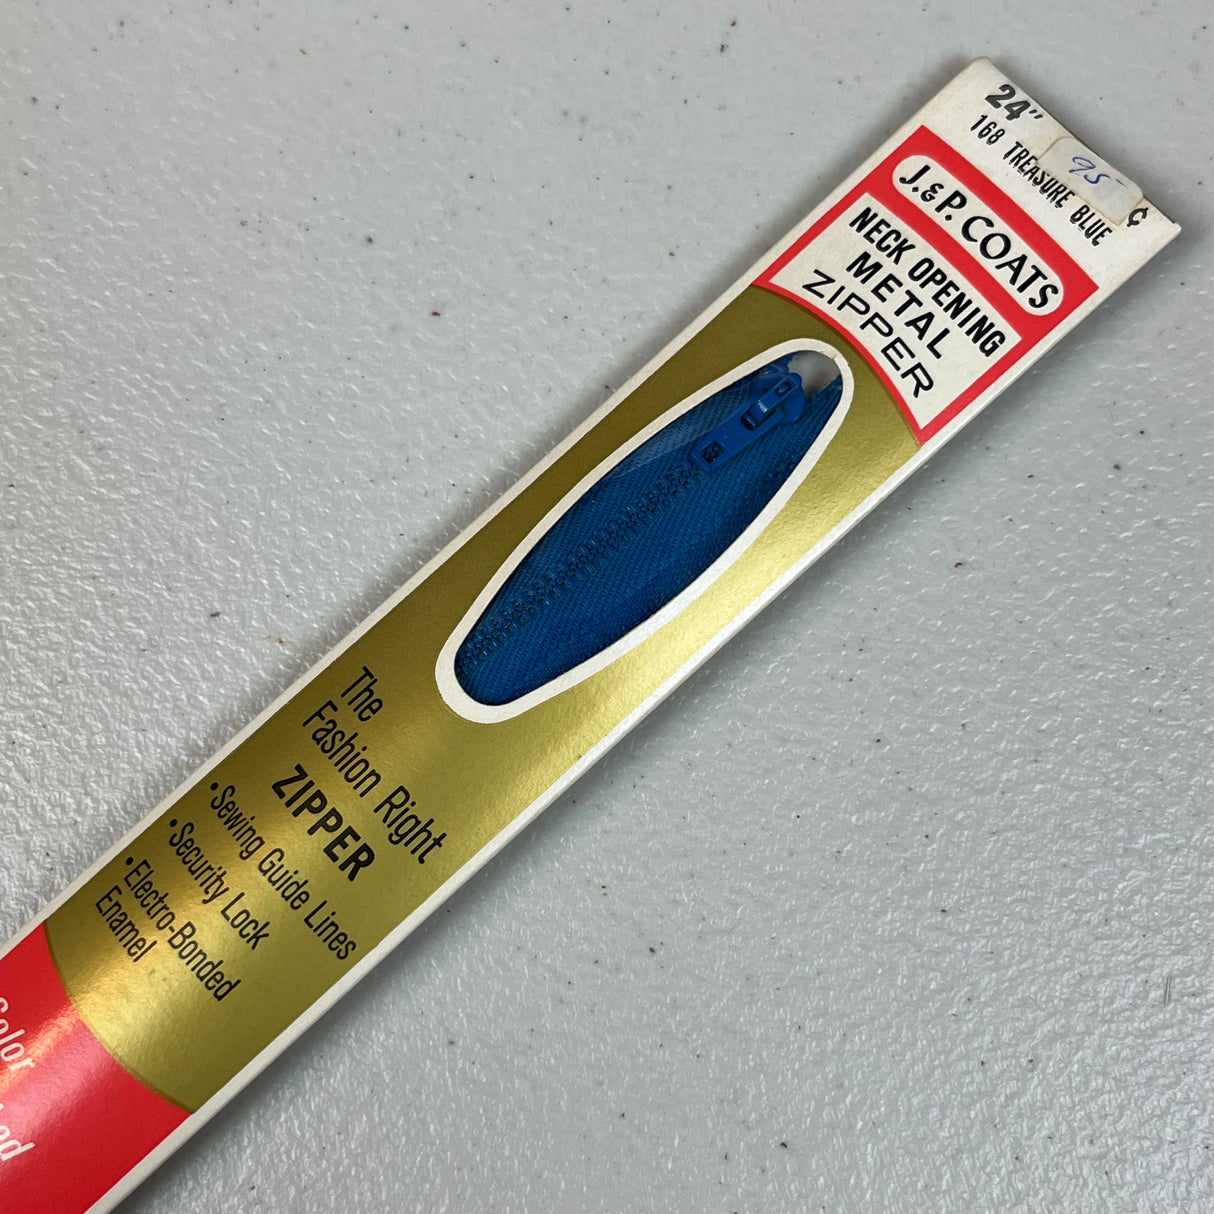 24"
168 TREASURE BLUE
95 ¢
J. & P. COATS
NECK OPENING
METAL
ZIPPER
The
Fashion Right
ZIPPER
•Sewing Guide Lines
•Security Lock
•Electro-Bonded
Enamel
Color